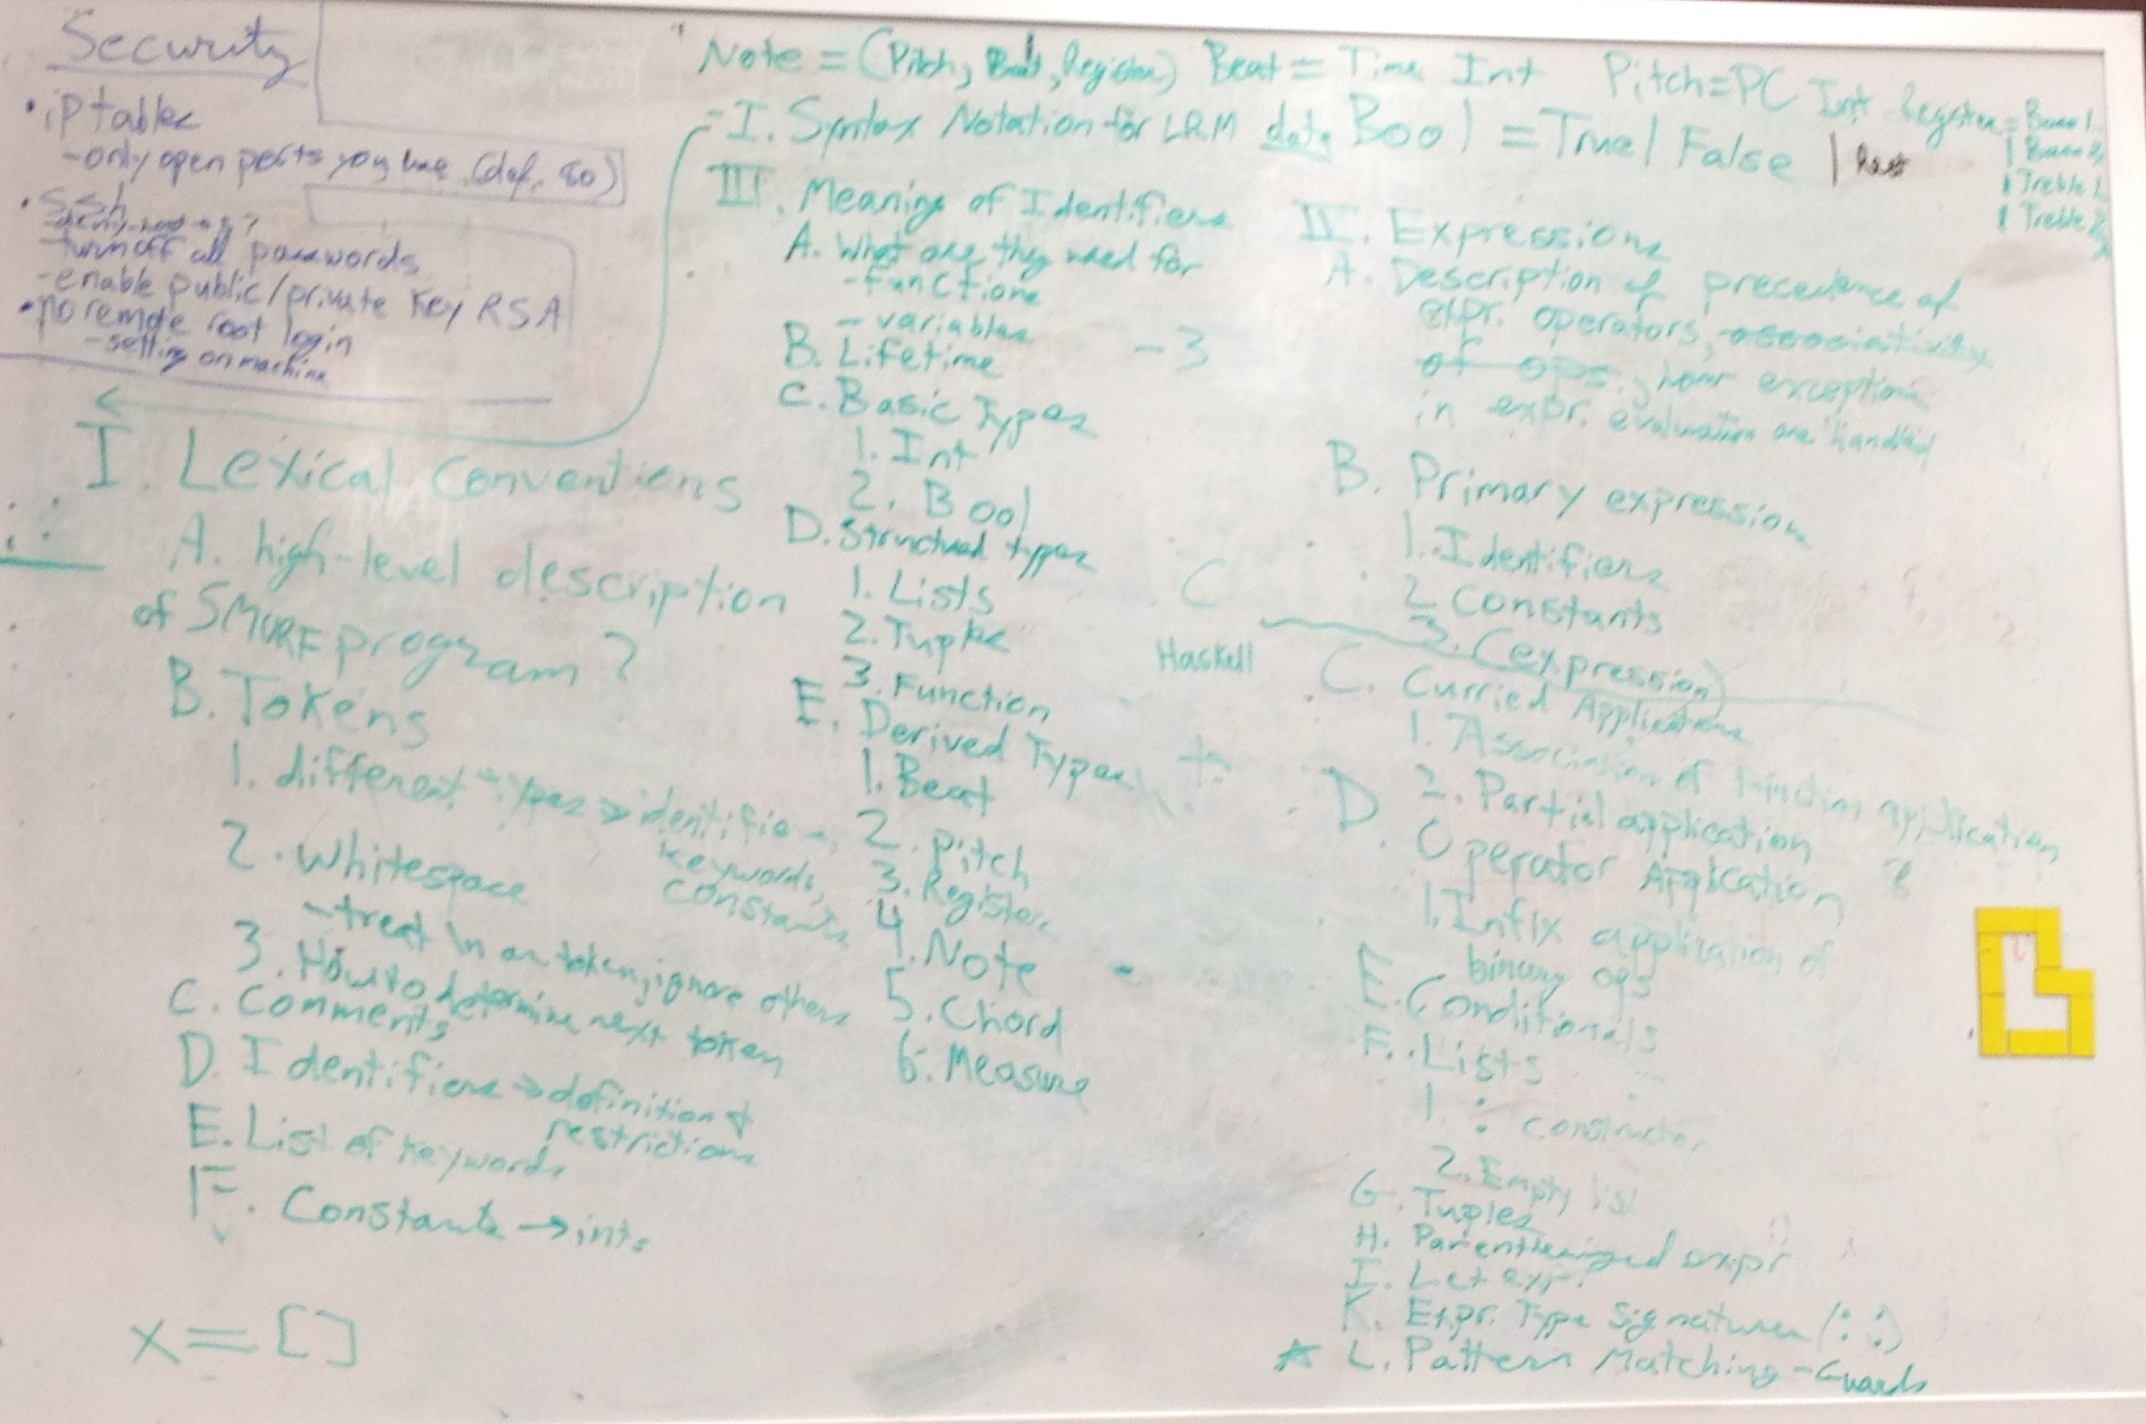 Security
• iptables
-only open ports you use (def. 80)
• ssh
-turn off all passwords
-enable public/private key RSA
• no remote root login
-setting on machine
Note = (Pitch, Beat, Register) Beat = Time Int Pitch=PC Int Register = Bass 1
| Bass 2
| Treble 1
| Treble 2
-I. Syntax Notation for LRM data Bool = True | False | Rest
I. Lexical Conventions
A. high-level description
of SMURF program?
B. Tokens
1. different types → identifie
keywords,
constants
2. Whitespace
-treat \n as token, ignore others
3. How to determine next token
C. Comments
D. Identifiers → definition &
restrictions
E. List of keywords
F. Constants → ints
x = []
III. Meaning of Identifiers
A. What are they used for
-functions
- variables
B. Lifetime
C. Basic Types
1. Int
2. Bool
D. Structured types
1. Lists
2. Tuples
3. Function
E. Derived Types
1. Beat
2. Pitch
3. Register
4. Note
5. Chord
6. Measure
-3
C
Haskell
+
Expressions
A. Description of precedence of
expr. operators, associativity
of ops., how exceptions
in expr. evaluation are handled
B. Primary expressions
1. Identifiers
2. Constants
3. (expression)
C. Curried Applications
1. Association of function application
2. Partial application
D. Operator Application
1. Infix application of
binary ops
E. Conditionals
F. Lists
1. : constructor
2. Empty list
G. Tuples
H. Parenthesized expr
I. Let expr.
K. Expr. Type Signatures (::)
* L. Pattern Matching - Guards